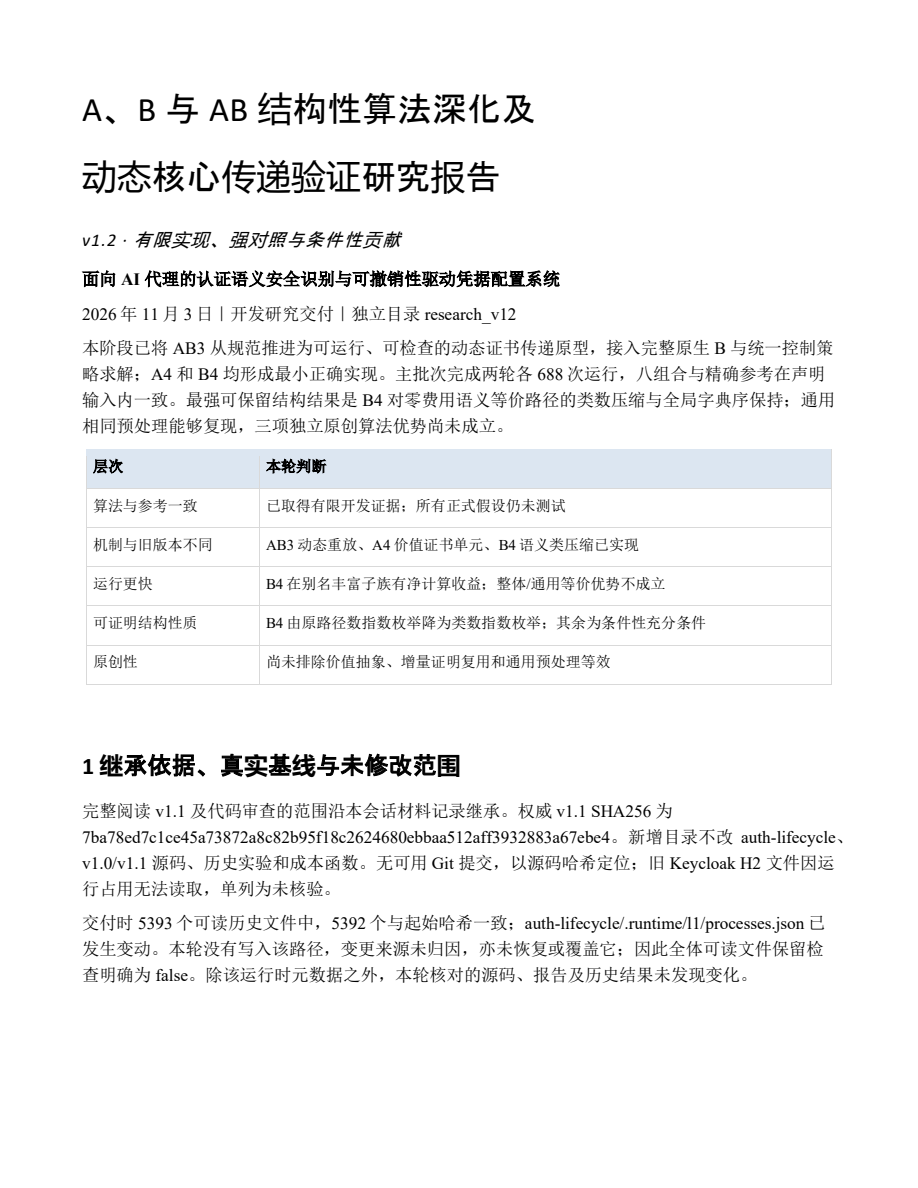 A、B 与 AB 结构性算法深化及
动态核心传递验证研究报告
v1.2 · 有限实现、强对照与条件性贡献
面向 AI 代理的认证语义安全识别与可撤销性驱动凭据配置系统
2026 年 11 月 3 日｜开发研究交付｜独立目录 research_v12
本阶段已将 AB3 从规范推进为可运行、可检查的动态证书传递原型，接入完整原生 B 与统一控制策
略求解；A4 和 B4 均形成最小正确实现。主批次完成两轮各 688 次运行，八组合与精确参考在声明
输入内一致。最强可保留结构结果是 B4 对零费用语义等价路径的类数压缩与全局字典序保持；通用
相同预处理能够复现，三项独立原创算法优势尚未成立。
层次 本轮判断
算法与参考一致 已取得有限开发证据；所有正式假设仍未测试
机制与旧版本不同 AB3 动态重放、A4 价值证书单元、B4 语义类压缩已实现
运行更快 B4 在别名丰富子族有净计算收益；整体/通用等价优势不成立
可证明结构性质 B4 由原路径数指数枚举降为类数指数枚举；其余为条件性充分条件
原创性 尚未排除价值抽象、增量证明复用和通用预处理等效
1 继承依据、真实基线与未修改范围
完整阅读 v1.1 及代码审查的范围沿本会话材料记录继承。权威 v1.1 SHA256 为
7ba78ed7c1ce45a73872a8c82b95f18c2624680ebbaa512aff3932883a67ebe4。新增目录不改 auth-lifecycle、
v1.0/v1.1 源码、历史实验和成本函数。无可用 Git 提交，以源码哈希定位；旧 Keycloak H2 文件因运
行占用无法读取，单列为未核验。
交付时 5393 个可读历史文件中，5392 个与起始哈希一致；auth-lifecycle/.runtime/l1/processes.json 已
发生变动。本轮没有写入该路径，变更来源未归因，亦未恢复或覆盖它；因此全体可读文件保留检
查明确为 false。除该运行时元数据之外，本轮核对的源码、报告及历史结果未发现变化。